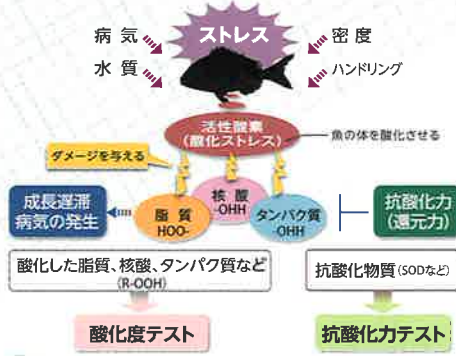 ストレス
病気
密度
水質
ハンドリング
活性酸素
(酸化ストレス)
魚の体を酸化させる
ダメージを与える
成長遅滞
病気の発生
脂質
HOO-
核酸
-OHH
タンパク質
-OHH
抗酸化力
(還元力)
酸化した脂質、核酸、タンパク質など
(R-OOH)
抗酸化物質(SODなど)
酸化度テスト
抗酸化力テスト